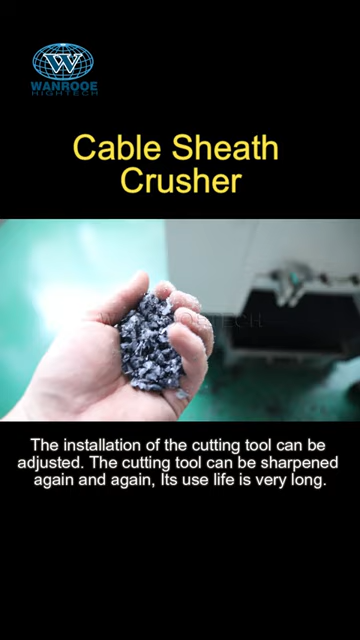 W
WANROOE
HIGHTECH
Cable Sheath
Crusher
The installation of the cutting tool can be
adjusted. The cutting tool can be sharpened
again and again, Its use life is very long.